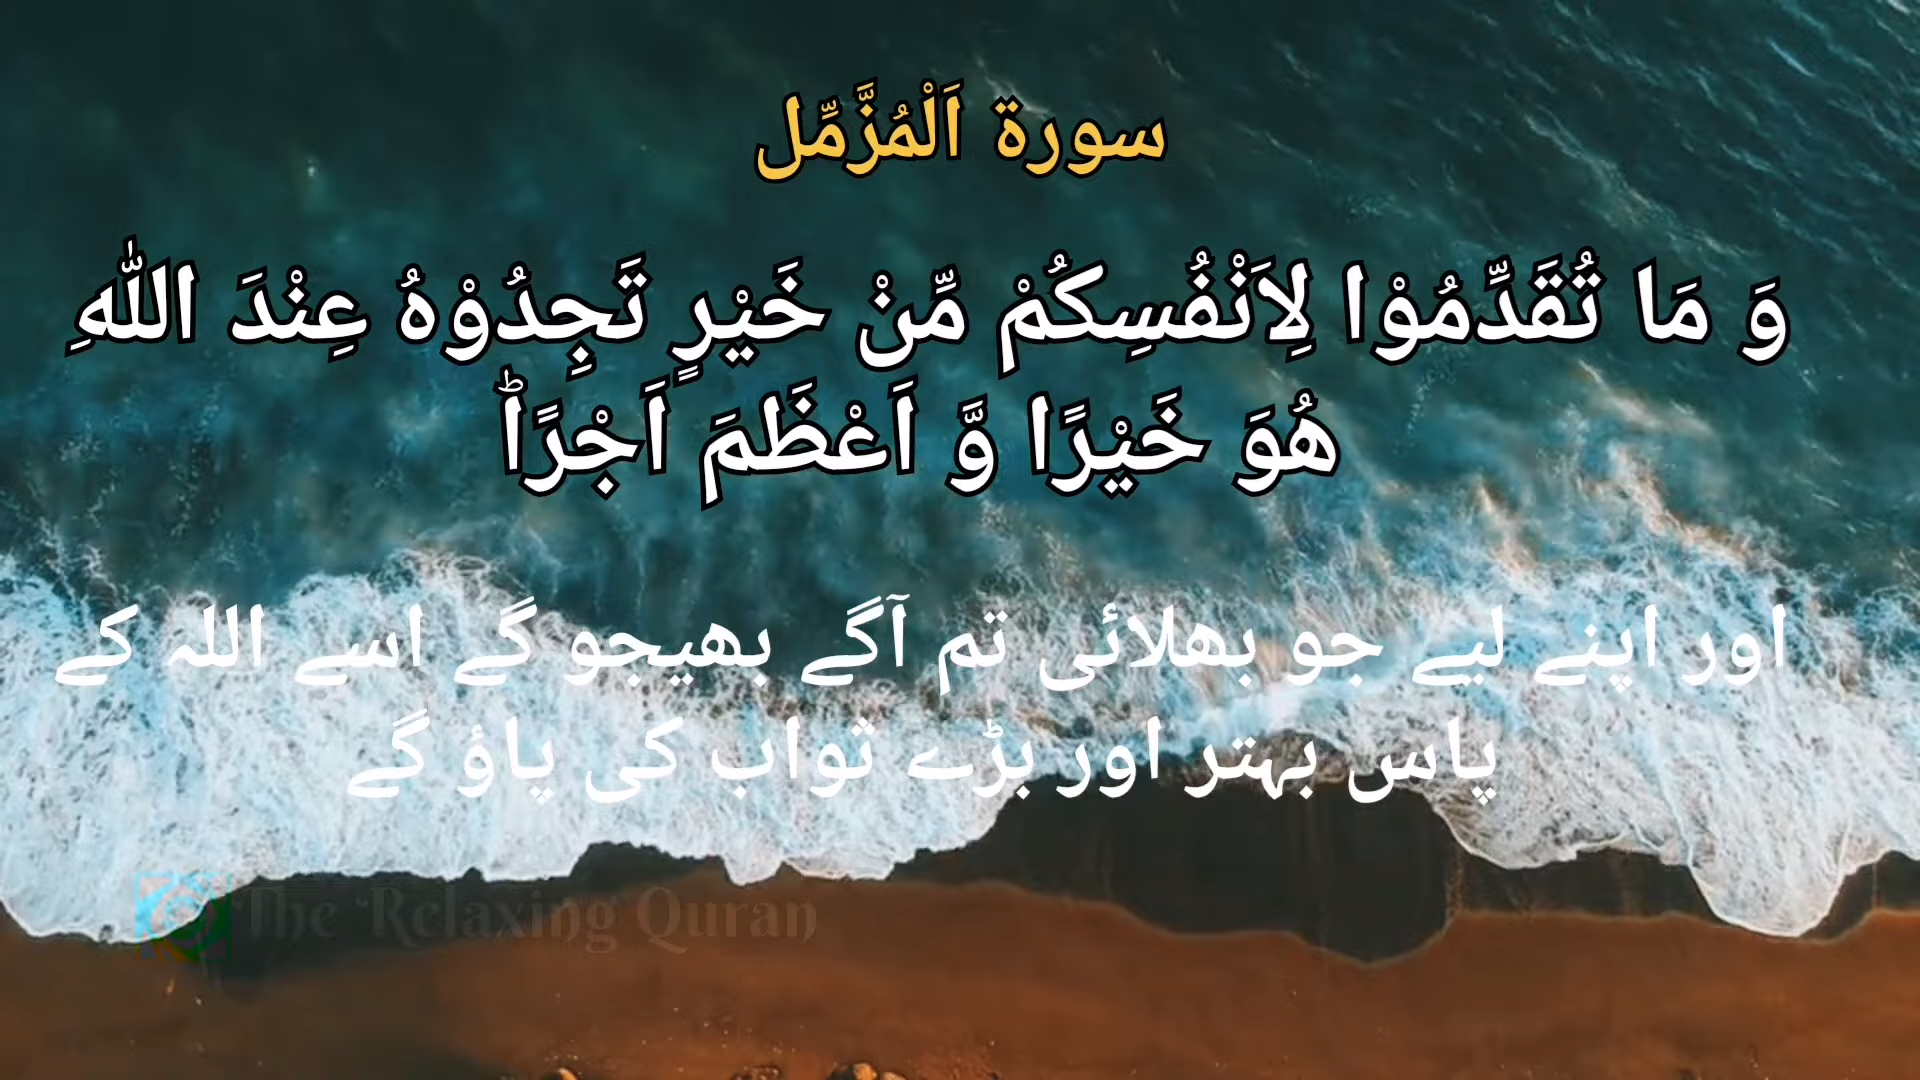 سورة اَلْمُزَّمِّل
وَ مَا تُقَدِّمُوْا لِاَنْفُسِكُمْ مِّنْ خَيْرٍ تَجِدُوْهُ عِنْدَ اللّٰهِ
هُوَ خَيْرًا وَّ اَعْظَمَ اَجْرًاؕ
اور اپنے لیے جو بھلائی تم آگے بھیجو گے اسے اللہ کے
پاس بہتر اور بڑے ثواب کی پاؤ گے
The Relaxing Quran